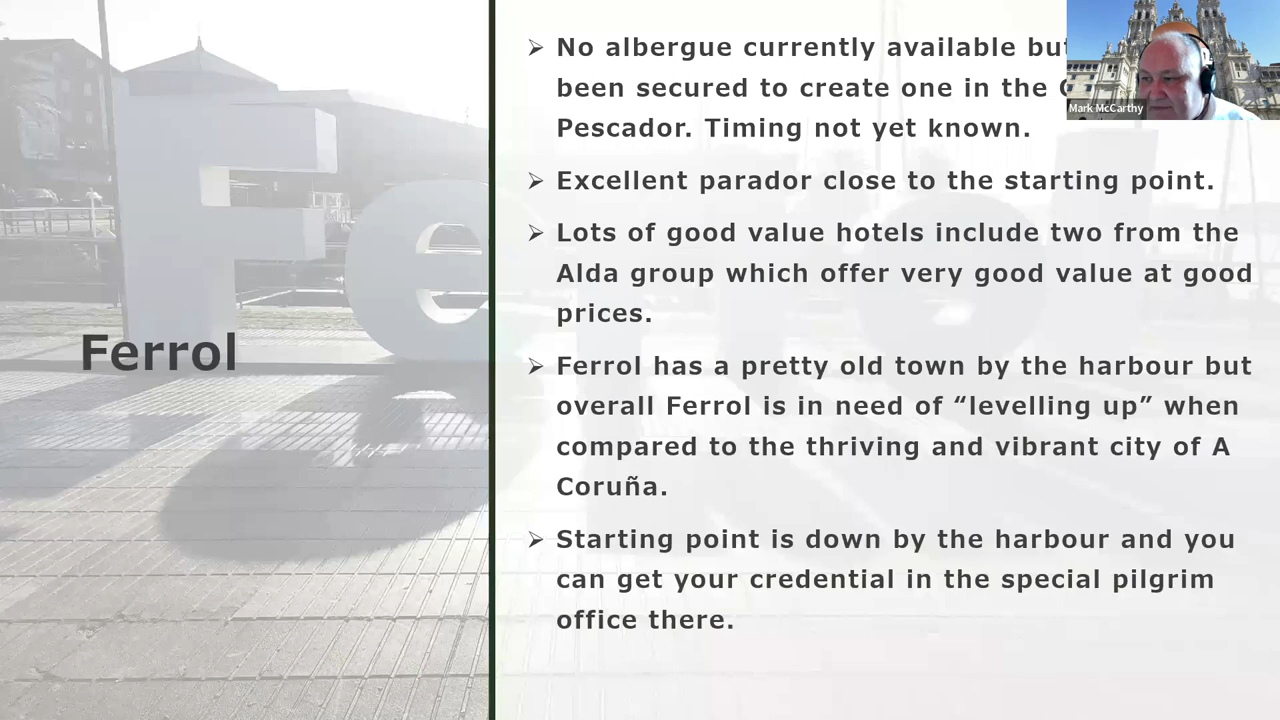 Ferrol
No albergue currently available but
been secured to create one in the
Pescador. Timing not yet known.
Excellent parador close to the starting point.
Lots of good value hotels include two from the
Alda group which offer very good value at good
prices.
Ferrol has a pretty old town by the harbour but
overall Ferrol is in need of “levelling up” when
compared to the thriving and vibrant city of A
Coruña.
Starting point is down by the harbour and you
can get your credential in the special pilgrim
office there.
Mark McCarthy
Fe